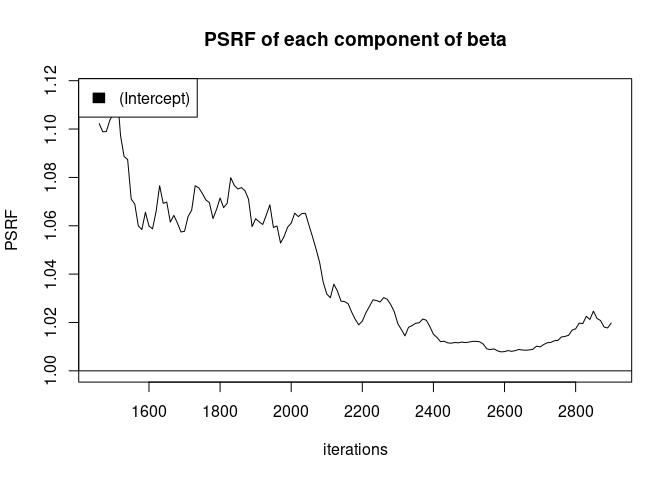 PSRF of each component of beta
(Intercept)
PSRF
1.12
1.10
1.08
1.06
1.04
1.02
1.00
1600 1800 2000 2200 2400 2600 2800
iterations